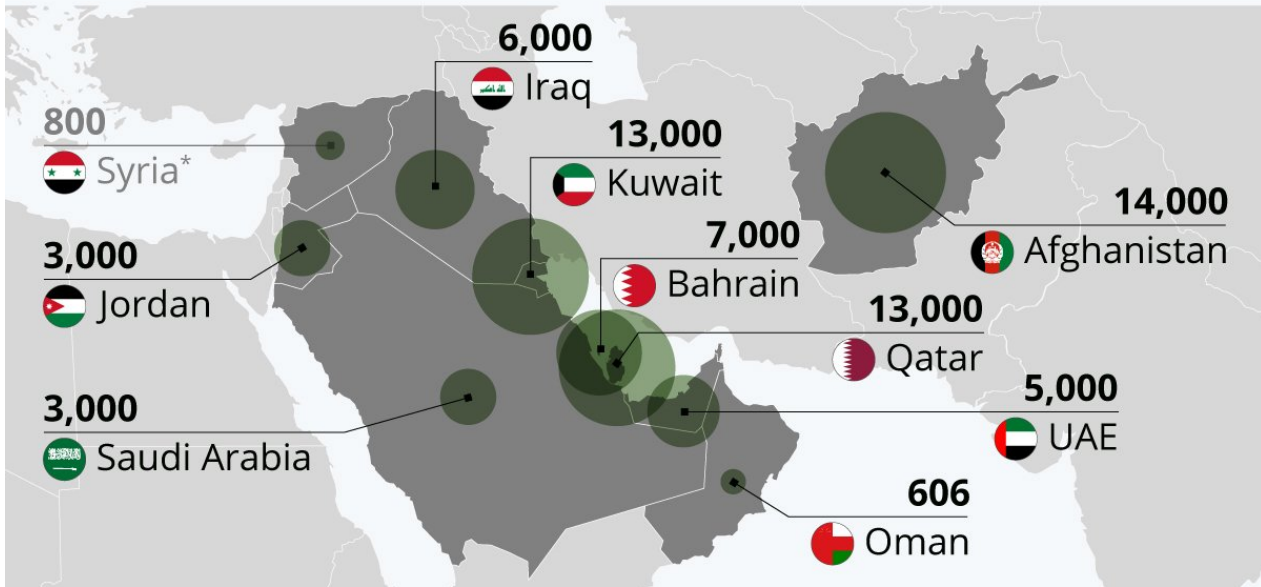 6,000
Iraq
800
Syria*
13,000
Kuwait
14,000
Afghanistan
7,000
Bahrain
3,000
Jordan
13,000
Qatar
5,000
UAE
3,000
Saudi Arabia
606
Oman